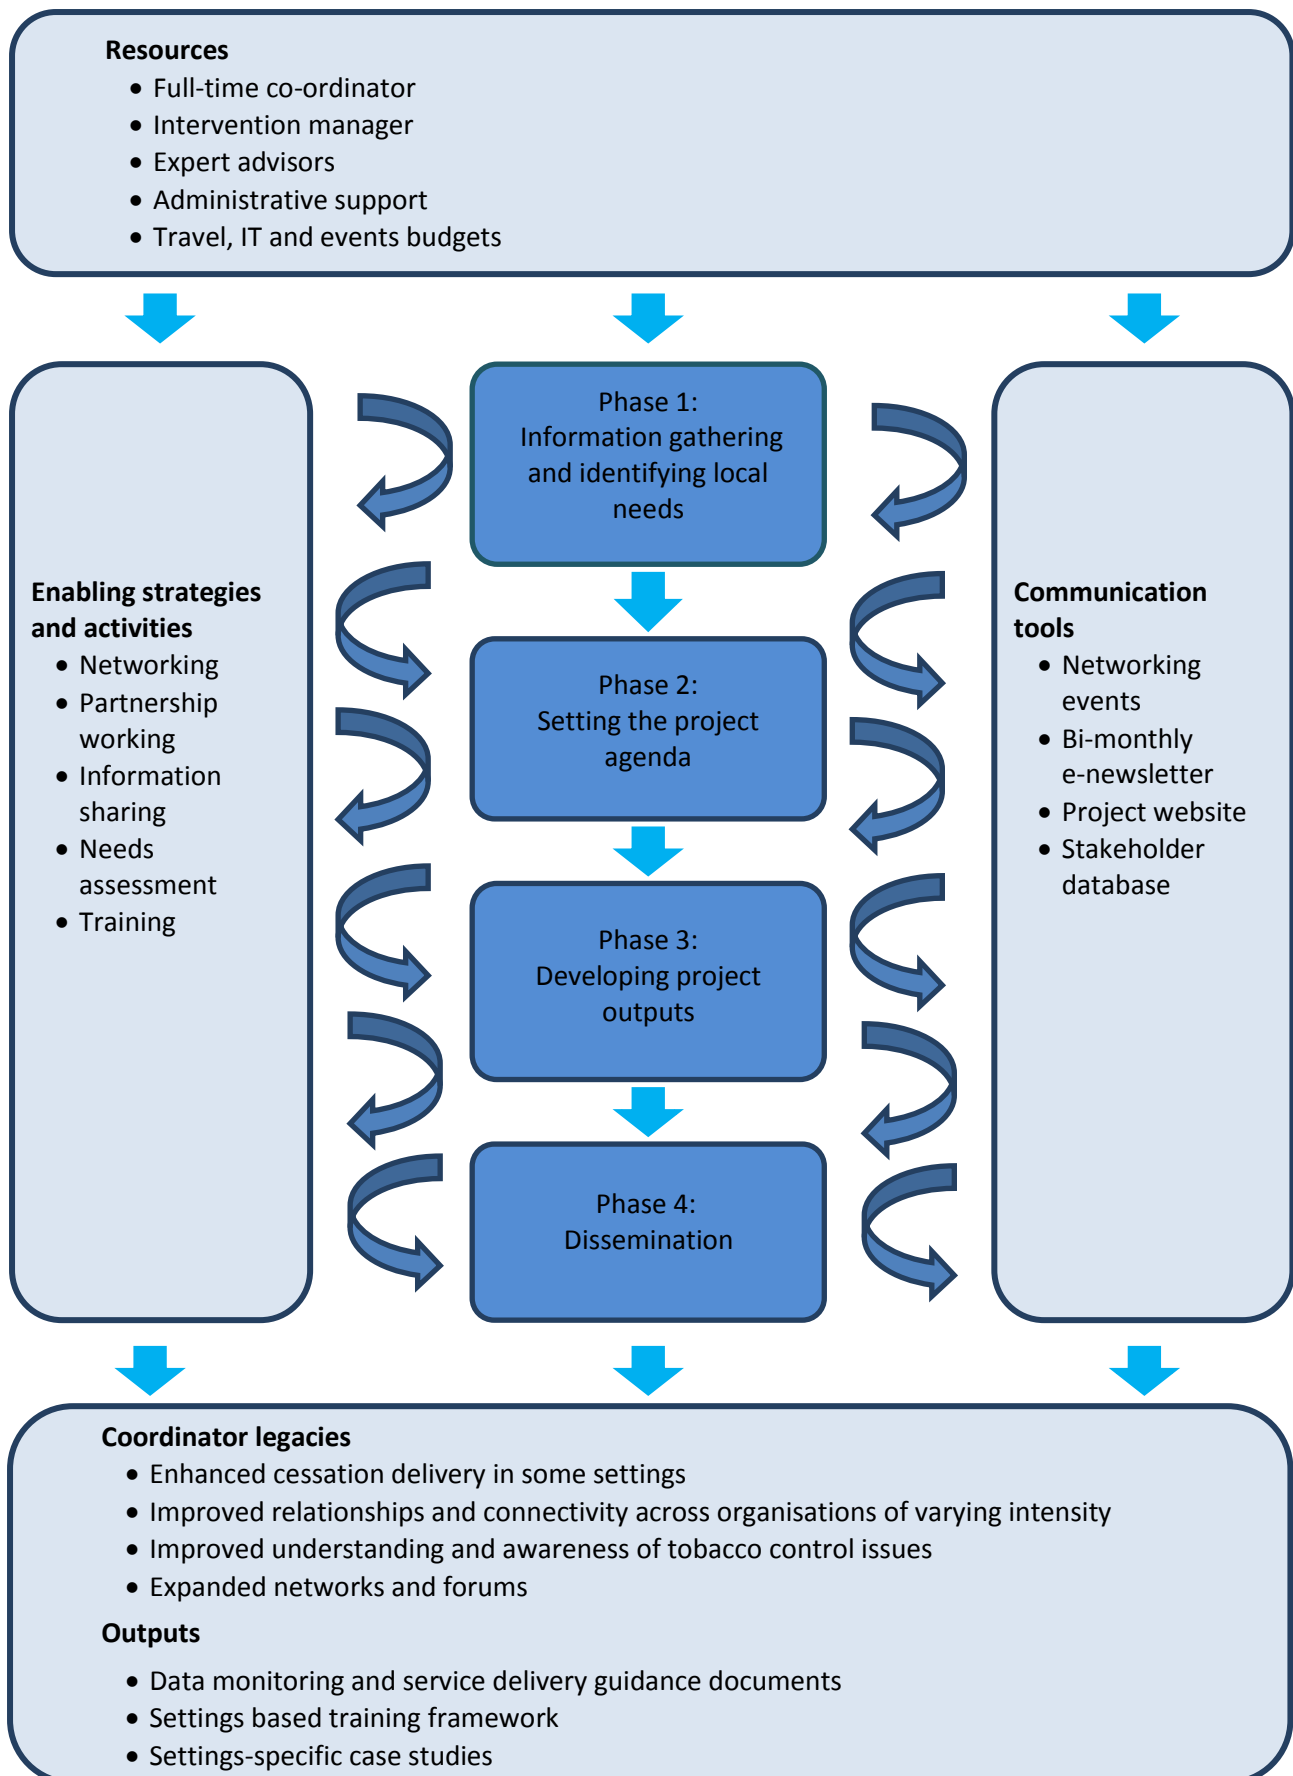 Resources
• Full-time co-ordinator
• Intervention manager
• Expert advisors
• Administrative support
• Travel, IT and events budgets
Enabling strategies
and activities
• Networking
• Partnership
working
• Information
sharing
• Needs
assessment
• Training
Phase 1:
Information gathering
and identifying local
needs
Phase 2:
Setting the project
agenda
Phase 3:
Developing project
outputs
Phase 4:
Dissemination
Communication
tools
• Networking
events
• Bi-monthly
e-newsletter
• Project website
• Stakeholder
database
Coordinator legacies
• Enhanced cessation delivery in some settings
• Improved relationships and connectivity across organisations of varying intensity
• Improved understanding and awareness of tobacco control issues
• Expanded networks and forums
Outputs
• Data monitoring and service delivery guidance documents
• Settings based training framework
• Settings-specific case studies